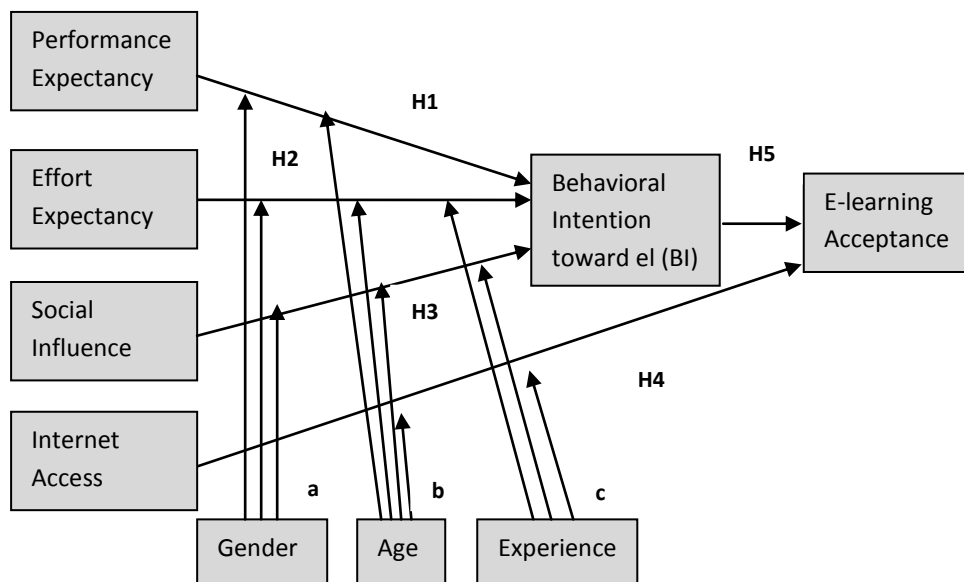 Performance
Expectancy
H1
H2
Effort
Expectancy
Behavioral
Intention
toward el (BI)
H5
E-learning
Acceptance
Social
Influence
H3
H4
Internet
Access
a
b
c
Gender
Age
Experience